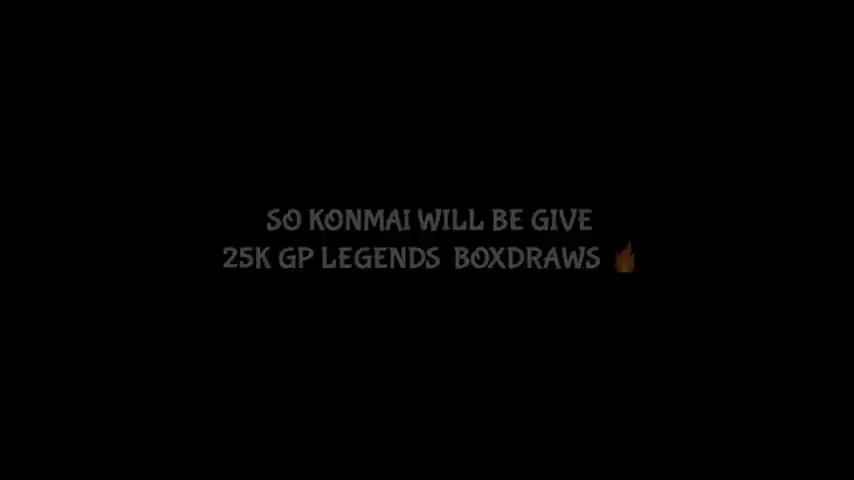 SO KONMAI WILL BE GIVE
25K GP LEGENDS BOXDRAWS 🔥